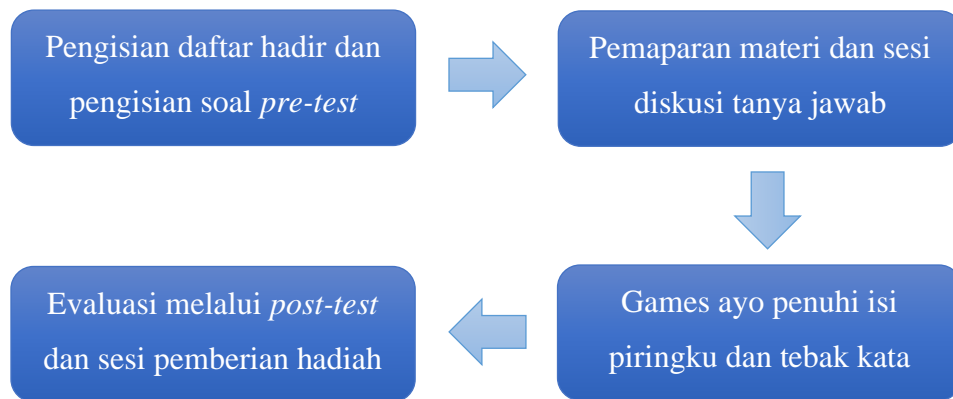 Pengisian daftar hadir dan
pengisian soal pre-test
Pemaparan materi dan sesi
diskusi tanya jawab
Games ayo penuhi isi
piringku dan tebak kata
Evaluasi melalui post-test
dan sesi pemberian hadiah